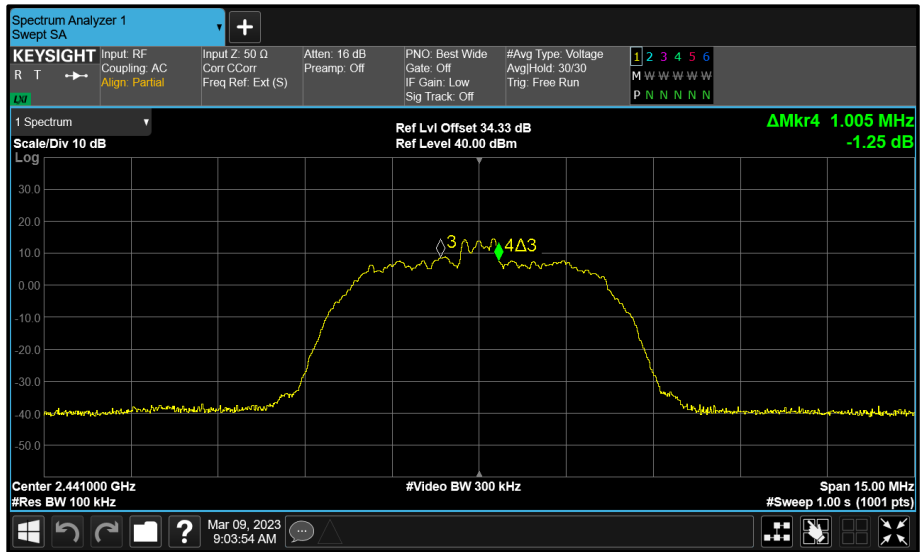 Spectrum Analyzer 1
Swept SA
+
KEYSIGHT
R T
LXI
Input: RF
Coupling: AC
Align: Partial
Input Z: 50 Ω
Corr CCorr
Freq Ref: Ext (S)
Atten: 16 dB
Preamp: Off
PNO: Best Wide
Gate: Off
IF Gain: Low
Sig Track: Off
#Avg Type: Voltage
Avg|Hold: 30/30
Trig: Free Run
1 2 3 4 5 6
M W W W W W
P N N N N N
1 Spectrum
Scale/Div 10 dB
Ref Lvl Offset 34.33 dB
Ref Level 40.00 dBm
ΔMkr4 1.005 MHz
-1.25 dB
Log
30.0
20.0
10.0
0.00
-10.0
-20.0
-30.0
-40.0
-50.0
3
4Δ3
Center 2.441000 GHz
#Res BW 100 kHz
#Video BW 300 kHz
Span 15.00 MHz
#Sweep 1.00 s (1001 pts)
?
Mar 09, 2023
9:03:54 AM